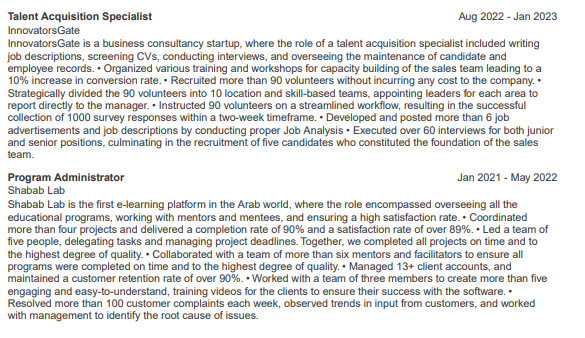 Talent Acquisition Specialist Aug 2022 - Jan 2023
InnovatorsGate
InnovatorsGate is a business consultancy startup, where the role of a talent acquisition specialist included writing
job descriptions, screening CVs, conducting interviews, and overseeing the maintenance of candidate and
employee records. • Organized various training and workshops for capacity building of the sales team leading to a
10% increase in conversion rate. • Recruited more than 90 volunteers without incurring any cost to the company. •
Strategically divided the 90 volunteers into 10 location and skill-based teams, appointing leaders for each area to
report directly to the manager. • Instructed 90 volunteers on a streamlined workflow, resulting in the successful
collection of 1000 survey responses within a two-week timeframe. • Developed and posted more than 6 job
advertisements and job descriptions by conducting proper Job Analysis • Executed over 60 interviews for both junior
and senior positions, culminating in the recruitment of five candidates who constituted the foundation of the sales
team.
Program Administrator Jan 2021 - May 2022
Shabab Lab
Shabab Lab is the first e-learning platform in the Arab world, where the role encompassed overseeing all the
educational programs, working with mentors and mentees, and ensuring a high satisfaction rate. • Coordinated
more than four projects and delivered a completion rate of 90% and a satisfaction rate of over 89%. • Led a team of
five people, delegating tasks and managing project deadlines. Together, we completed all projects on time and to
the highest degree of quality. • Collaborated with a team of more than six mentors and facilitators to ensure all
programs were completed on time and to the highest degree of quality. • Managed 13+ client accounts, and
maintained a customer retention rate of over 90%. • Worked with a team of three members to create more than five
engaging and easy-to-understand, training videos for the clients to ensure their success with the software. •
Resolved more than 100 customer complaints each week, observed trends in input from customers, and worked
with management to identify the root cause of issues.